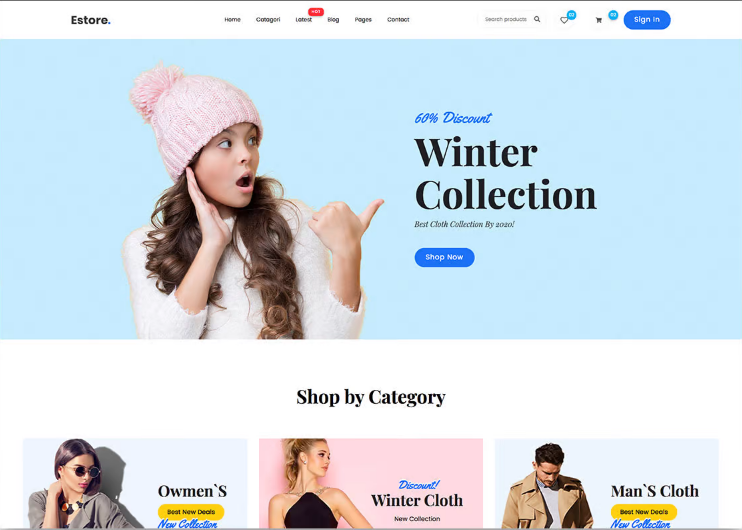 Estore.
Home Catagori Latest HOT Blog Pages Contact
Search products
02
03
Sign in
60% Discount
Winter
Collection
Best Cloth Collection By 2020!
Shop Now
Shop by Category
Owmen`S
Best New Deals
New Collection
Discount!
Winter Cloth
New Collection
Man`S Cloth
Best New Deals
New Collection